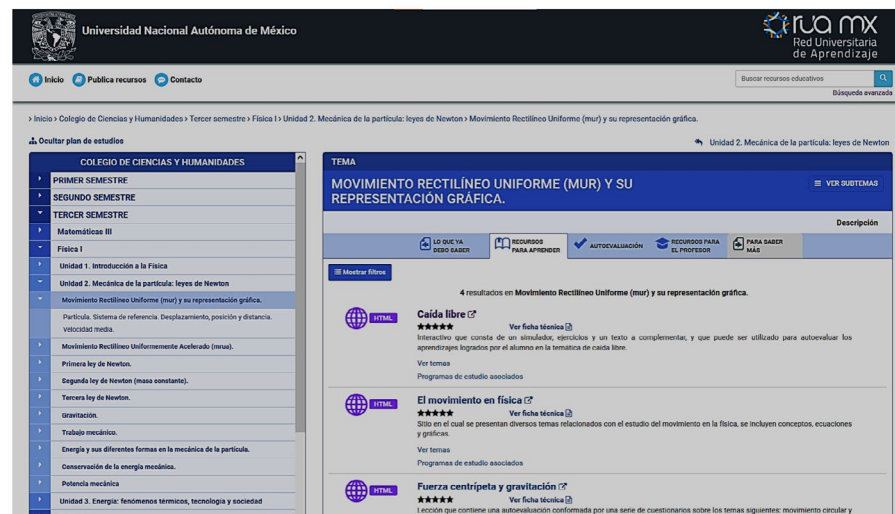 Universidad Nacional Autónoma de México
rua mx
Red Universitaria
de Aprendizaje
Inicio
Publica recursos
Contacto
Buscar recursos educativos
Búsqueda avanzada
› Inicio › Colegio de Ciencias y Humanidades › Tercer semestre › Física I › Unidad 2. Mecánica de la partícula: leyes de Newton › Movimiento Rectilíneo Uniforme (mur) y su representación gráfica.
Ocultar plan de estudios
Unidad 2. Mecánica de la partícula: leyes de Newton
COLEGIO DE CIENCIAS Y HUMANIDADES
PRIMER SEMESTRE
SEGUNDO SEMESTRE
TERCER SEMESTRE
Matemáticas III
Física I
Unidad 1. Introducción a la Física
Unidad 2. Mecánica de la partícula: leyes de Newton
Movimiento Rectilíneo Uniforme (mur) y su representación gráfica.
Partícula. Sistema de referencia. Desplazamiento, posición y distancia.
Velocidad media.
Movimiento Rectilíneo Uniformemente Acelerado (mrua).
Primera ley de Newton.
Segunda ley de Newton (masa constante).
Tercera ley de Newton.
Gravitación.
Trabajo mecánico.
Energía y sus diferentes formas en la mecánica de la partícula.
Conservación de la energía mecánica.
Potencia mecánica
Unidad 3. Energía: fenómenos térmicos, tecnología y sociedad
TEMA
MOVIMIENTO RECTILÍNEO UNIFORME (MUR) Y SU
REPRESENTACIÓN GRÁFICA.
VER SUBTEMAS
Descripción
LO QUE YA
DEBO SABER
RECURSOS
PARA APRENDER
AUTOEVALUACIÓN
RECURSOS PARA
EL PROFESOR
PARA SABER
MÁS
Mostrar filtros
4 resultados en Movimiento Rectilíneo Uniforme (mur) y su representación gráfica.
HTML
Caída libre
Ver ficha técnica
Interactivo que consta de un simulador, ejercicios y un texto a complementar, y que puede ser utilizado para autoevaluar los
aprendizajes logrados por el alumno en la temática de caída libre.
Ver temas
Programas de estudio asociados
HTML
El movimiento en física
Ver ficha técnica
Sitio en el cual se presentan diversos temas relacionados con el estudio del movimiento en la física, se incluyen conceptos, ecuaciones
y gráficas.
Ver temas
Programas de estudio asociados
HTML
Fuerza centrípeta y gravitación
Ver ficha técnica
Lección que contiene una autoevaluación conformada por una serie de cuestionarios sobre los temas siguientes: movimiento circular y